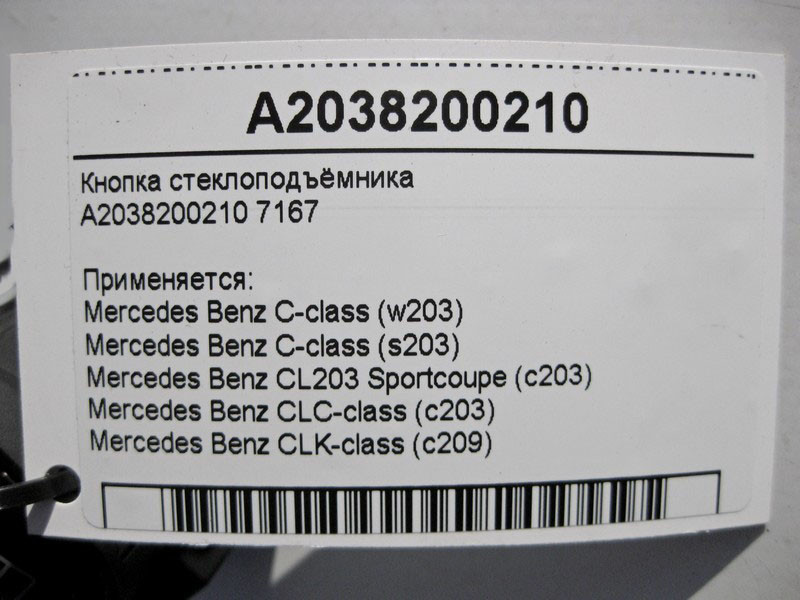 A2038200210
Кнопка стеклоподъёмника
A2038200210 7167
Применяется:
Mercedes Benz C-class (w203)
Mercedes Benz C-class (s203)
Mercedes Benz CL203 Sportcoupe (c203)
Mercedes Benz CLC-class (c203)
Mercedes Benz CLK-class (c209)